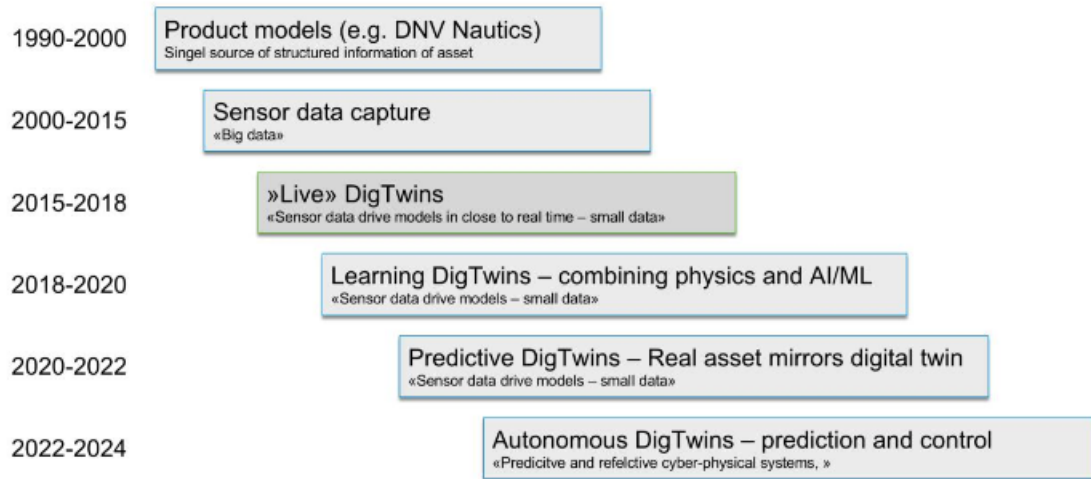 1990-2000
Product models (e.g. DNV Nautics)
Singel source of structured information of asset
2000-2015
Sensor data capture
«Big data»
2015-2018
»Live» DigTwins
«Sensor data drive models in close to real time – small data»
2018-2020
Learning DigTwins – combining physics and AI/ML
«Sensor data drive models – small data»
2020-2022
Predictive DigTwins – Real asset mirrors digital twin
«Sensor data drive models – small data»
2022-2024
Autonomous DigTwins – prediction and control
«Predicitve and refelctive cyber-physical systems, »